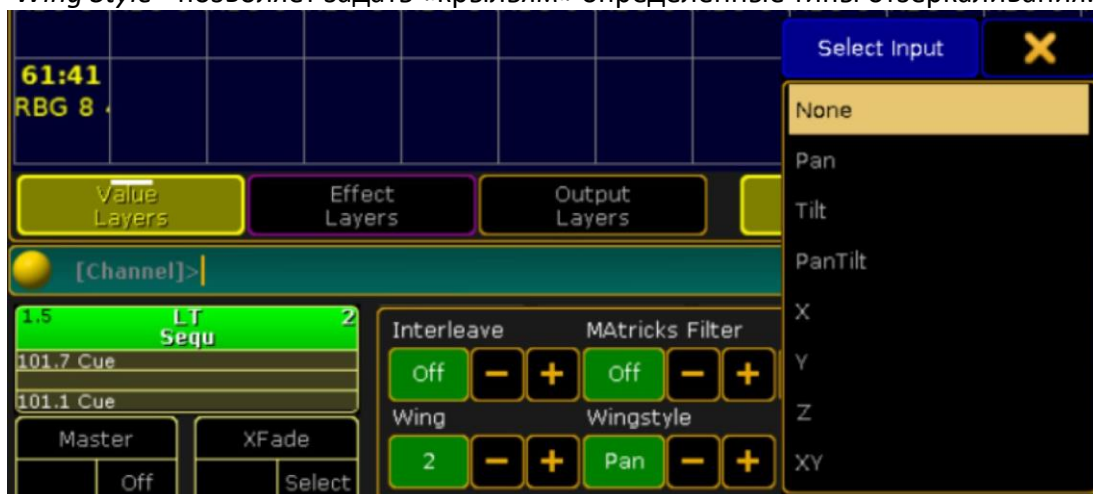 Wing Style - позволяет задать «крыльям» определенные типы отзеркаливания.
Select Input
61:41
RBG 8
None
Pan
Tilt
PanTilt
X
Y
Z
XY
Value
Layers
Effect
Layers
Output
Layers
[Channel]>
1.5 LT 2
Sequ
101.7 Cue
101.1 Cue
Master
Off
XFade
Select
Interleave
Off - +
MAtricks Filter
Off - +
Wing
2 - +
Wingstyle
Pan - +